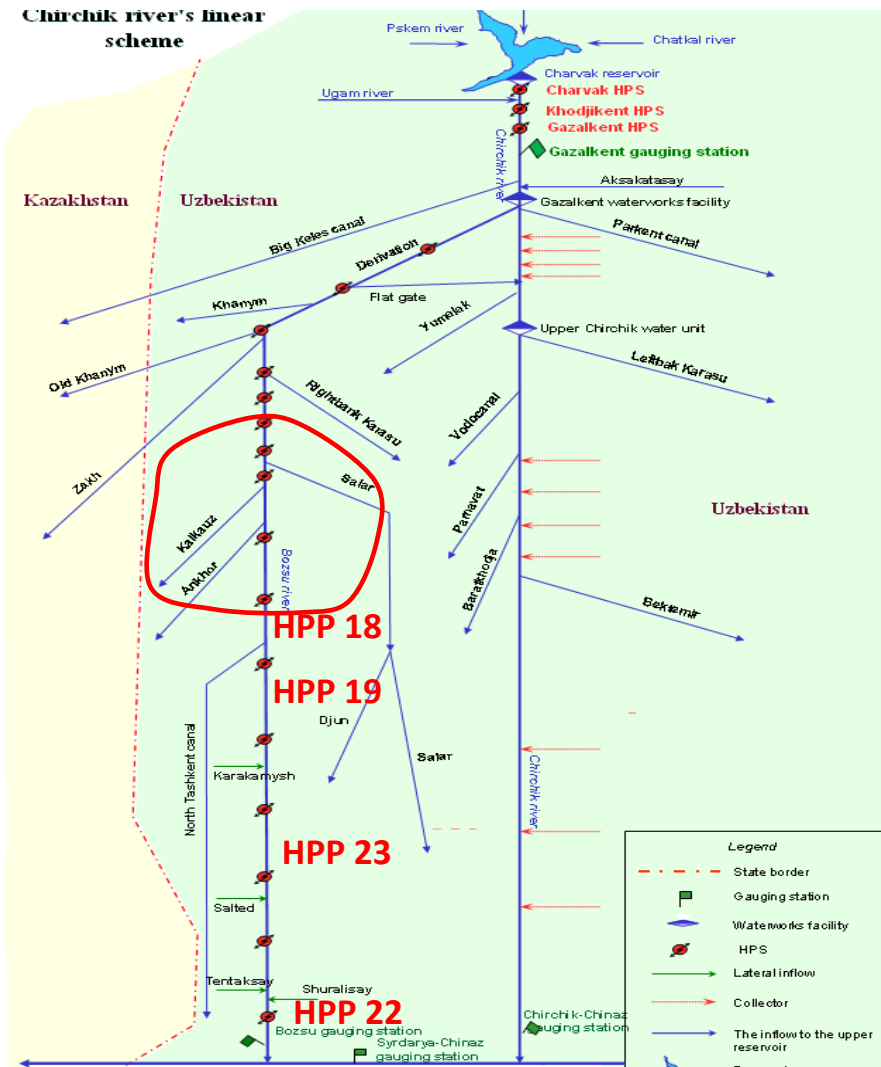 Chirchik river's linear
scheme
Pskem river
Chatkal river
Charvak reservoir
Ugam river
Charvak HPS
Khodjikent HPS
Gazalkent HPS
Chirchik river
Gazalkent gauging station
Aksakatasay
Kazakhstan
Uzbekistan
Gazalkent waterworks facility
Big Keles canal
Parkent canal
Derivation
Khanym
Flat gate
Yumalak
Upper Chirchik water unit
Old Khanym
Leftbak Karasu
Rightbank Karasu
Vodocanal
Zakh
Salar
Kalkauz
Parnavat
Uzbekistan
Ankhor
Bozsu river
Baratkhodja
Bektemir
HPP 18
HPP 19
Djun
Salar
North Tashkent canal
Karakamysh
Chirchik river
HPP 23
Legend
State border
Gauging station
Salted
Waterworks facility
HPS
Tentaksay
Lateral inflow
Shuralisay
HPP 22
Collector
Bozsu gauging station
Chirchik-Chinaz
gauging station
Syrdarya-Chinaz
gauging station
The inflow to the upper
reservoir